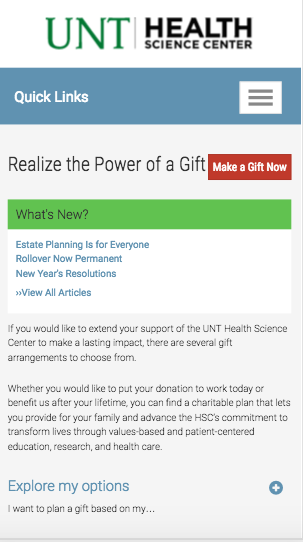 UNT HEALTH
SCIENCE CENTER
Quick Links
Realize the Power of a Gift
Make a Gift Now
What's New?
Estate Planning Is for Everyone
Rollover Now Permanent
New Year's Resolutions
››View All Articles
If you would like to extend your support of the UNT Health Science
Center to make a lasting impact, there are several gift
arrangements to choose from.
Whether you would like to put your donation to work today or
benefit us after your lifetime, you can find a charitable plan that lets
you provide for your family and advance the HSC's commitment to
transform lives through values-based and patient-centered
education, research, and health care.
Explore my options
I want to plan a gift based on my…